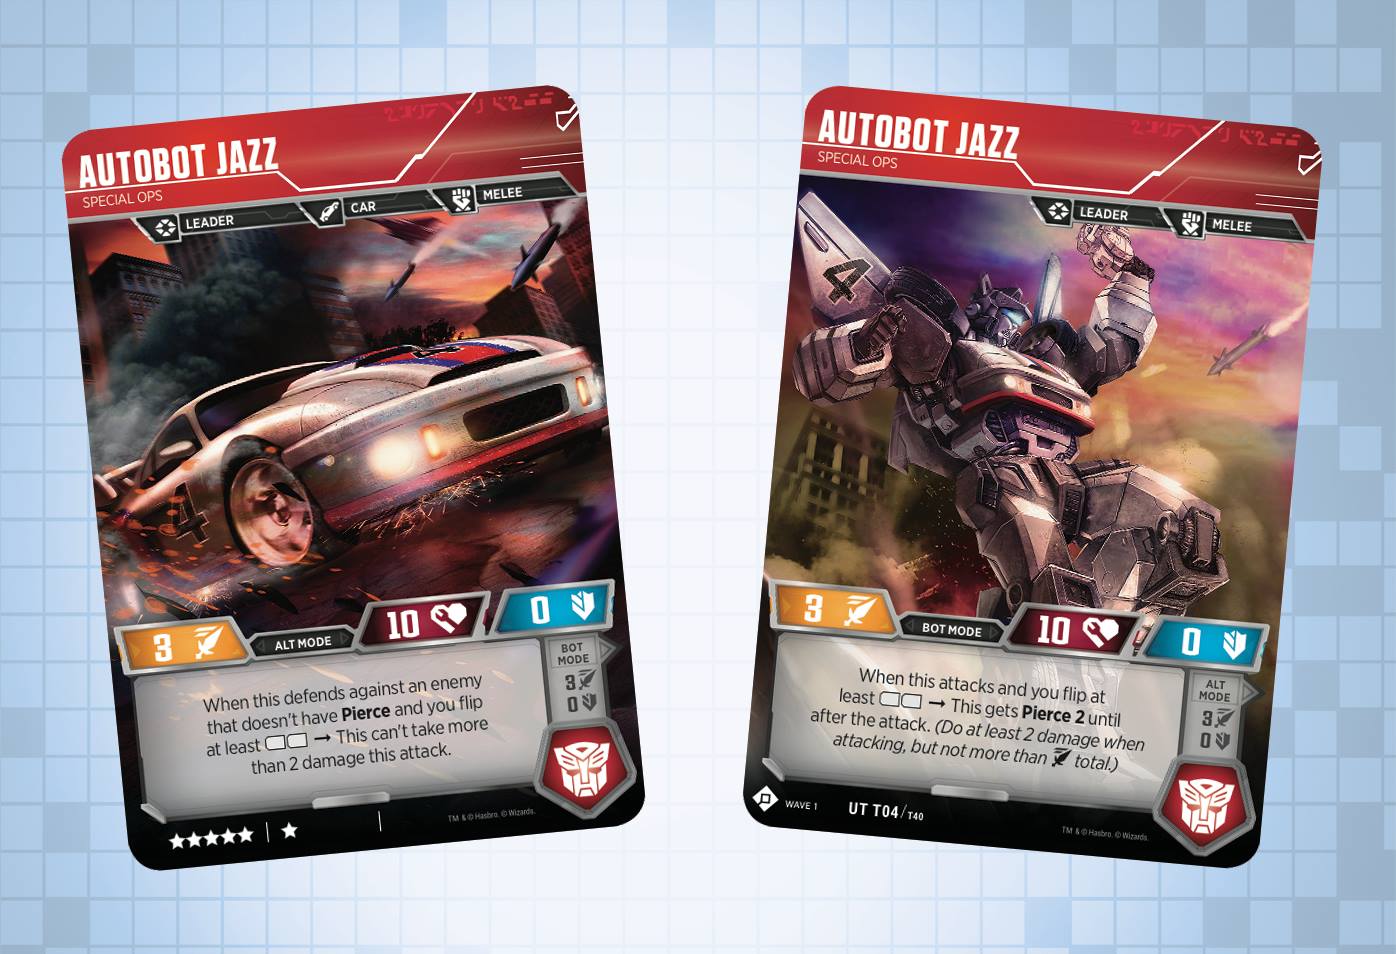 AUTOBOT JAZZ
SPECIAL OPS
LEADER
CAR
MELEE
4
4
3
ALT MODE
10
0
BOT
MODE
3
0
When this defends against an enemy
that doesn't have Pierce and you flip
at least → This can't take more
than 2 damage this attack.
TM & © Hasbro. © Wizards.
AUTOBOT JAZZ
SPECIAL OPS
LEADER
MELEE
4
3
BOT MODE
10
0
ALT
MODE
3
0
When this attacks and you flip at
least → This gets Pierce 2 until
after the attack. (Do at least 2 damage when
attacking, but not more than total.)
WAVE 1
UT T04/T40
TM & © Hasbro. © Wizards.